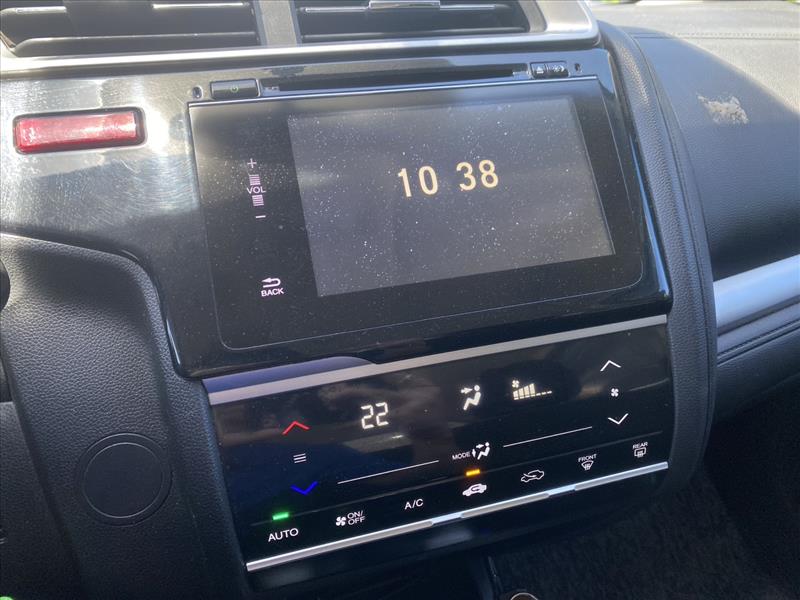 +
VOL
−
10 38
BACK
22
MODE
FRONT
REAR
AUTO
ON/
OFF
A/C